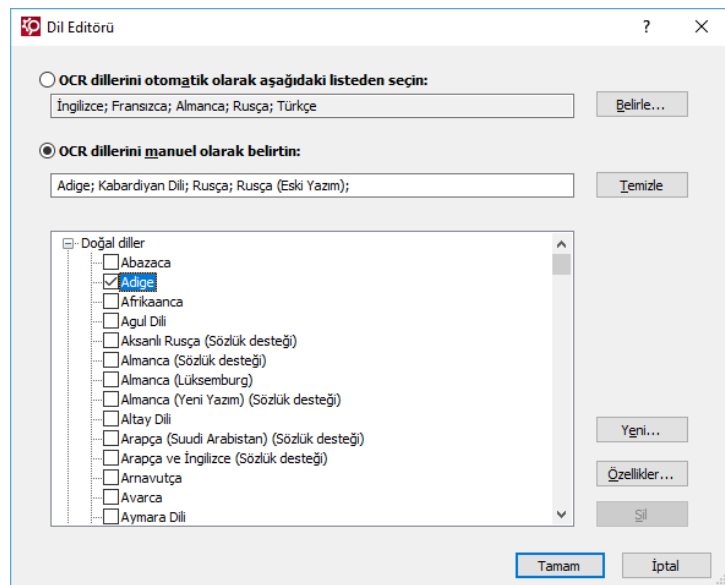 Dil Editörü
OCR dillerini otomatik olarak aşağıdaki listeden seçin:
İngilizce; Fransızca; Almanca; Rusça; Türkçe
Belirle...
OCR dillerini manuel olarak belirtin:
Adige; Kabardiyan Dili; Rusça; Rusça (Eski Yazım);
Temizle
Doğal diller
Abazaca
Adige
Afrikaanca
Agul Dili
Aksanlı Rusça (Sözlük desteği)
Almanca (Sözlük desteği)
Almanca (Lüksemburg)
Almanca (Yeni Yazım) (Sözlük desteği)
Altay Dili
Arapça (Suudi Arabistan) (Sözlük desteği)
Arapça ve İngilizce (Sözlük desteği)
Arnavutça
Avarca
Aymara Dili
Yeni...
Özellikler...
Sil
Tamam
İptal